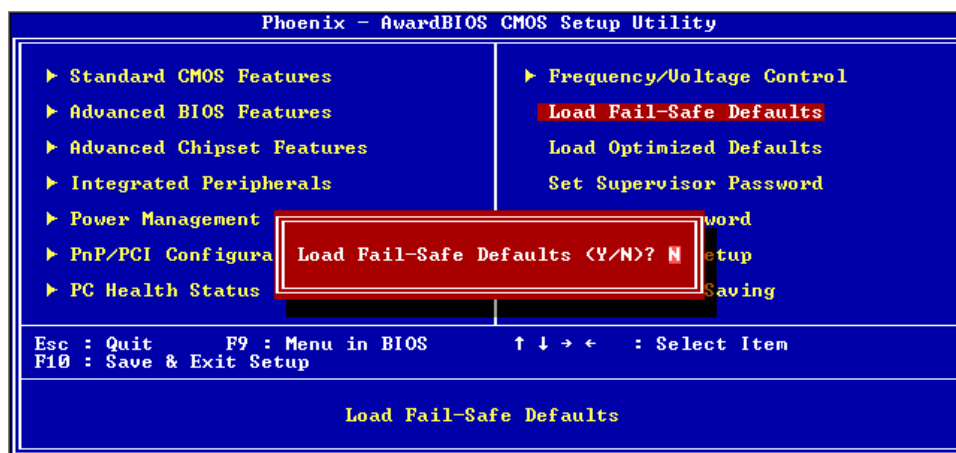 Phoenix - AwardBIOS CMOS Setup Utility
► Standard CMOS Features
► Advanced BIOS Features
► Advanced Chipset Features
► Integrated Peripherals
► Power Management
► PnP/PCI Configura
► PC Health Status
► Frequency/Voltage Control
Load Fail-Safe Defaults
Load Optimized Defaults
Set Supervisor Password
word
etup
Saving
Load Fail-Safe Defaults (Y/N)? N
Esc : Quit F9 : Menu in BIOS ↑ ↓ → ← : Select Item
F10 : Save & Exit Setup
Load Fail-Safe Defaults